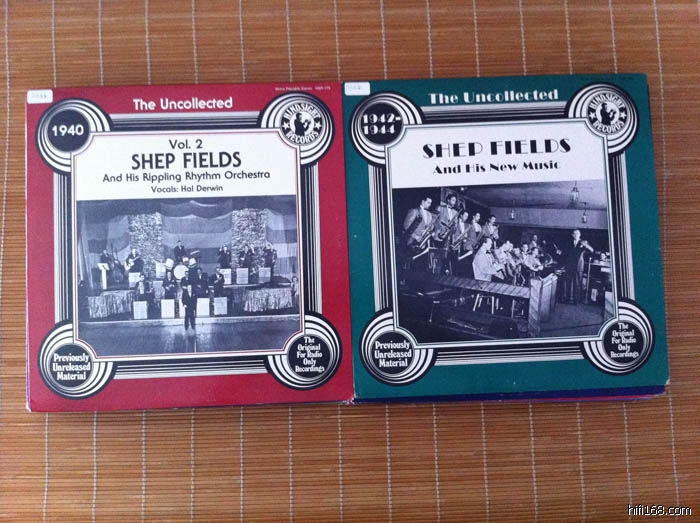 The Uncollected
1940
HINDSIGHT
RECORDS
Vol. 2
SHEP FIELDS
And His Rippling Rhythm Orchestra
Vocals: Hal Derwin
Previously
Unreleased
Material
The
Original
For Radio
Only
Recordings
The Uncollected
1942-
1944
HINDSIGHT
RECORDS
SHEP FIELDS
And His New Music
Previously
Unreleased
Material
The
Original
For Radio
Only
Recordings
hifi168.com